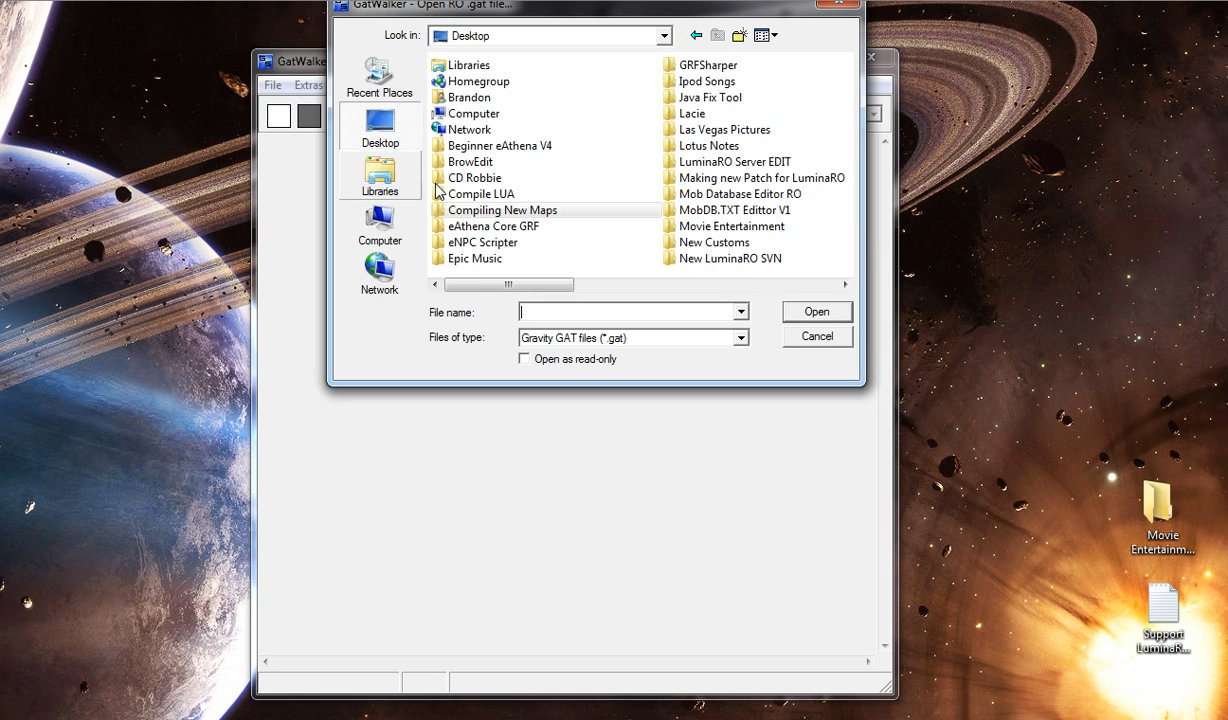 GatWalker - Open RO .gat file...
Look in:
Desktop
GatWalke
File Extras
Recent Places
Desktop
Libraries
Computer
Network
Libraries
Homegroup
Brandon
Computer
Network
Beginner eAthena V4
BrowEdit
CD Robbie
Compile LUA
Compiling New Maps
eAthena Core GRF
eNPC Scripter
Epic Music
GRFSharper
Ipod Songs
Java Fix Tool
Lacie
Las Vegas Pictures
Lotus Notes
LuminaRO Server EDIT
Making new Patch for LuminaRO
Mob Database Editor RO
MobDB.TXT Edittor V1
Movie Entertainment
New Customs
New LuminaRO SVN
File name:
Open
Files of type:
Gravity GAT files (*.gat)
Cancel
Open as read-only
Movie
Entertainm...
Support
LuminaR...